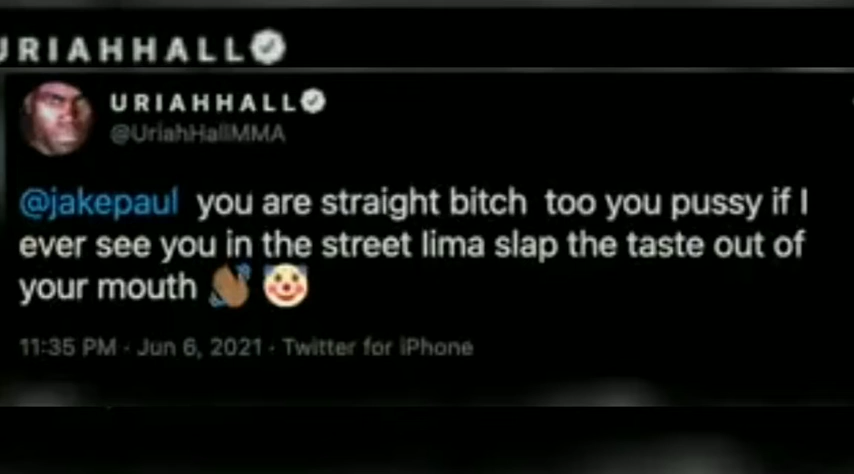 URIAHHALL
URIAHHALL
@UriahHallMMA
@jakepaul you are straight bitch too you pussy if I
ever see you in the street lima slap the taste out of
your mouth 👋🏾 🤡
11:35 PM · Jun 6, 2021 · Twitter for iPhone